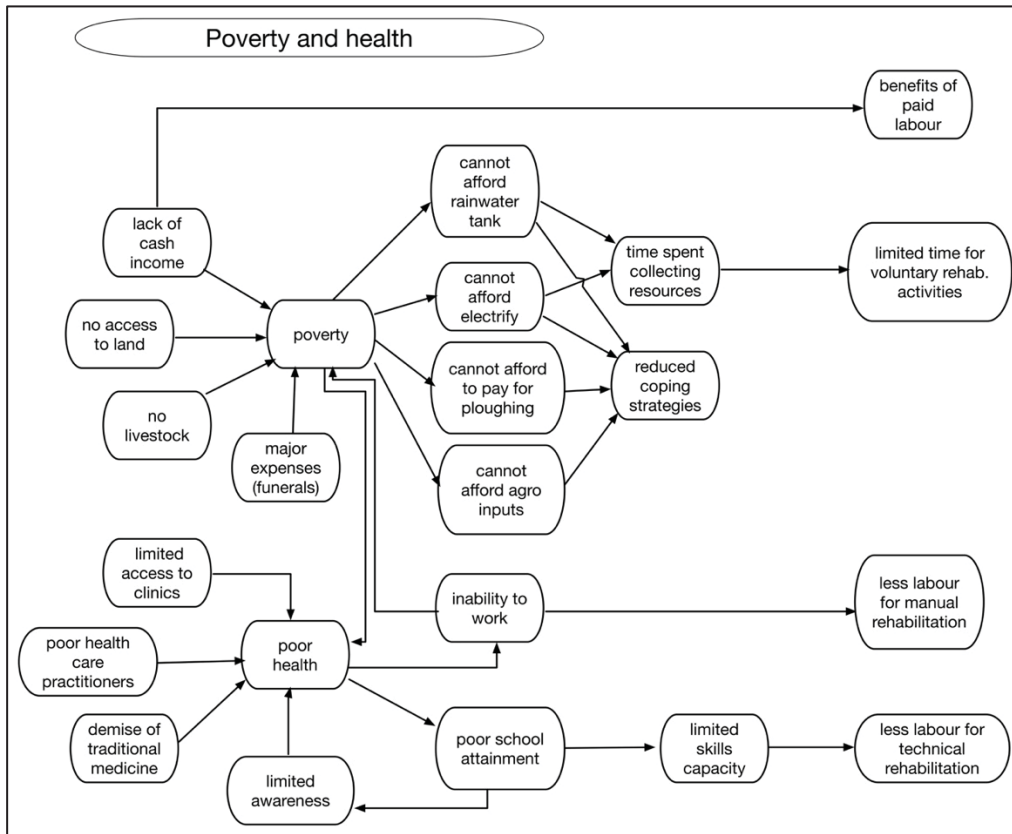 Poverty and health
benefits of
paid
labour
cannot
afford
rainwater
tank
lack of
cash
income
time spent
collecting
resources
limited time for
voluntary rehab.
activities
cannot
afford
electrify
no access
to land
poverty
cannot afford
to pay for
ploughing
reduced
coping
strategies
no
livestock
major
expenses
(funerals)
cannot
afford agro
inputs
limited
access to
clinics
inability to
work
less labour
for manual
rehabilitation
poor health
care
practitioners
poor
health
demise of
traditional
medicine
limited
awareness
poor school
attainment
limited
skills
capacity
less labour for
technical
rehabilitation